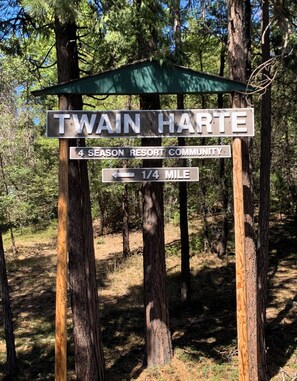 TWAIN HARTE
4 SEASON RESORT COMMUNITY
← 1/4 MILE